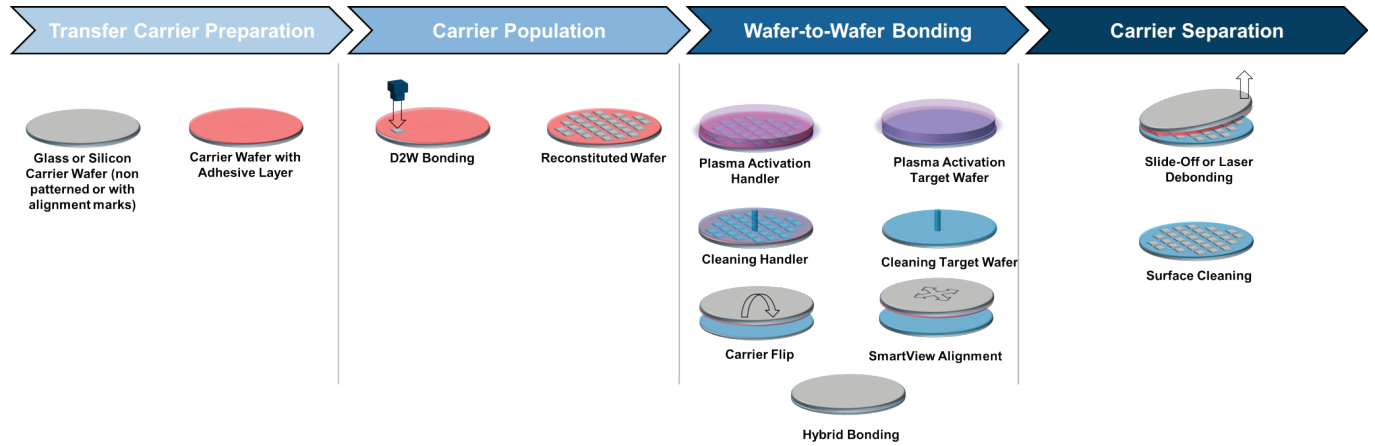 Transfer Carrier Preparation
Carrier Population
Wafer-to-Wafer Bonding
Carrier Separation
Glass or Silicon
Carrier Wafer (non
patterned or with
alignment marks)
Carrier Wafer with
Adhesive Layer
D2W Bonding
Reconstituted Wafer
Plasma Activation
Handler
Plasma Activation
Target Wafer
Cleaning Handler
Cleaning Target Wafer
Carrier Flip
SmartView Alignment
Hybrid Bonding
Slide-Off or Laser
Debonding
Surface Cleaning